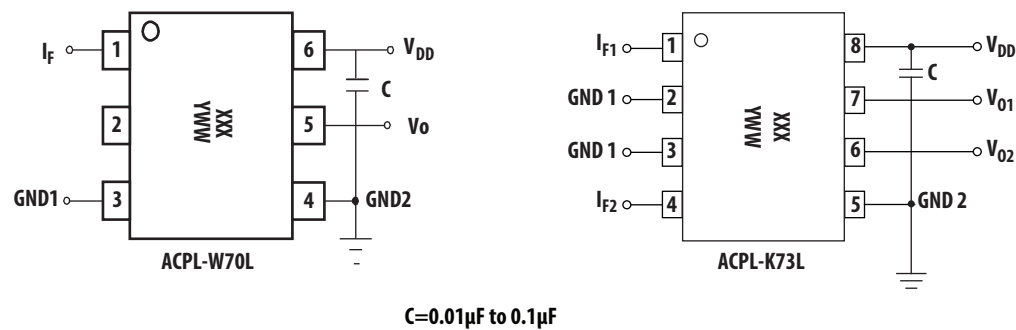 I_F
1
2
GND1
3
XXX
YWW
6
V_DD
C
5
Vo
4
GND2
ACPL-W70L
I_F1
1
GND 1
2
GND 1
3
I_F2
4
XXX
YWW
8
V_DD
C
7
V_O1
6
V_O2
5
GND 2
ACPL-K73L
C=0.01µF to 0.1µF